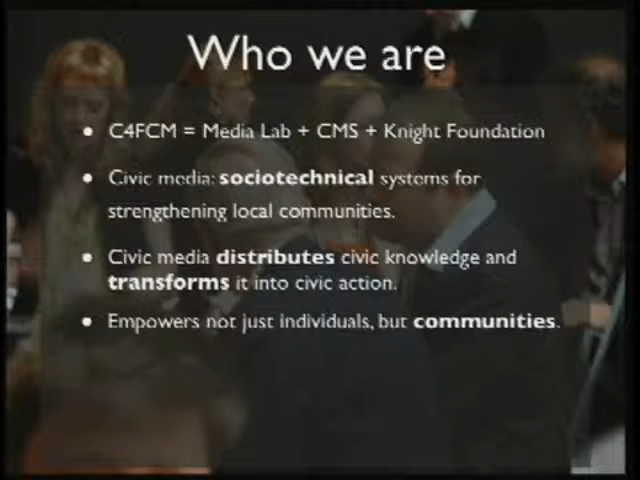 Who we are
• C4FCM = Media Lab + CMS + Knight Foundation
• Civic media: sociotechnical systems for
strengthening local communities.
• Civic media distributes civic knowledge and
transforms it into civic action.
• Empowers not just individuals, but communities.